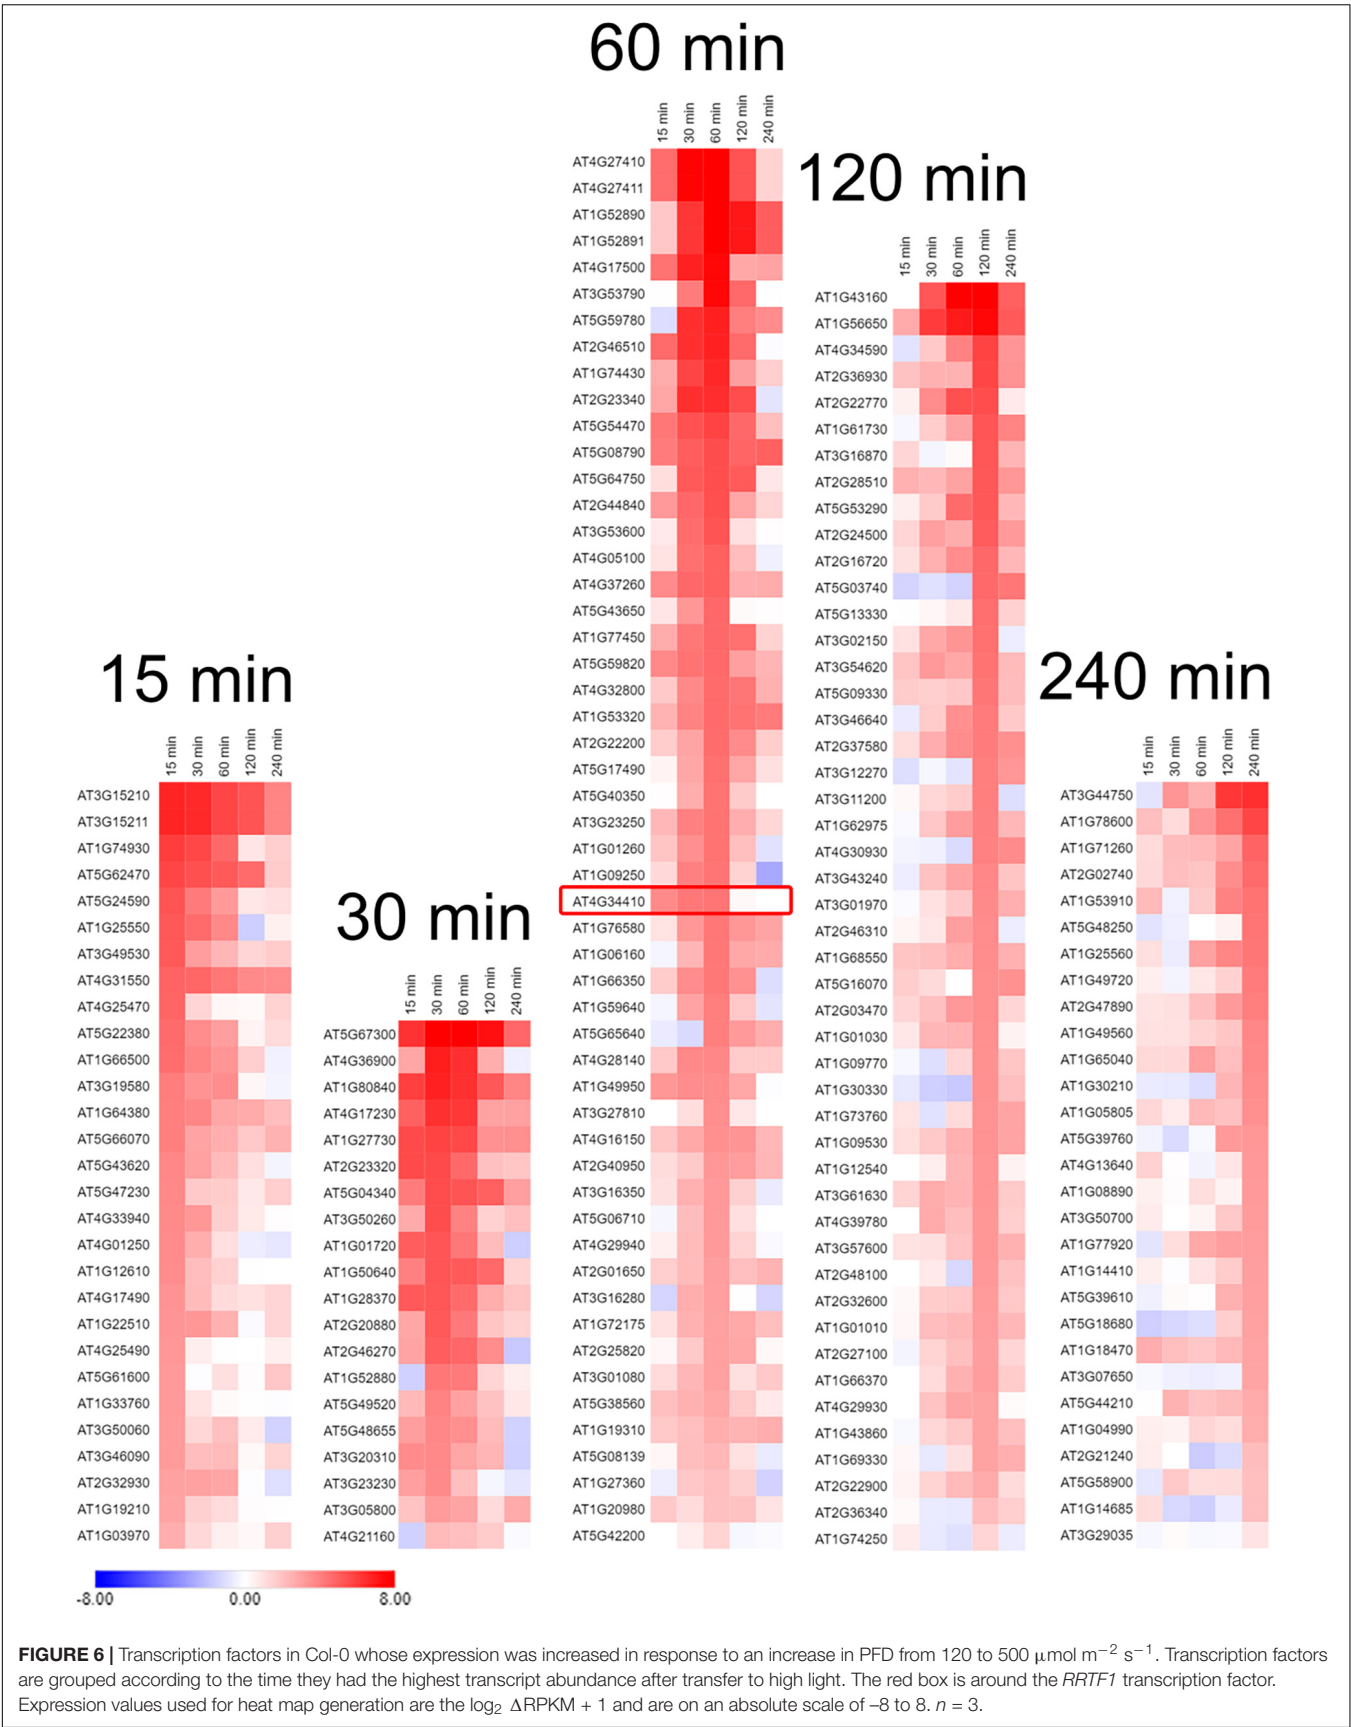 60 min
15 min
30 min
60 min
120 min
240 min
AT4G27410
AT4G27411
AT1G52890
AT1G52891
AT4G17500
AT3G53790
AT5G59780
AT2G46510
AT1G74430
AT2G23340
AT5G54470
AT5G08790
AT5G64750
AT2G44840
AT3G53600
AT4G05100
AT4G37260
AT5G43650
AT1G77450
AT5G59820
AT4G32800
AT1G53320
AT2G22200
AT5G17490
AT5G40350
AT3G23250
AT1G01260
AT1G09250
AT4G34410
AT1G76580
AT1G06160
AT1G66350
AT1G59640
AT5G65640
AT4G28140
AT1G49950
AT3G27810
AT4G16150
AT2G40950
AT3G16350
AT5G06710
AT4G29940
AT2G01650
AT3G16280
AT1G72175
AT2G25820
AT3G01080
AT5G38560
AT1G19310
AT5G08139
AT1G27360
AT1G20980
AT5G42200
120 min
15 min
30 min
60 min
120 min
240 min
AT1G43160
AT1G56650
AT4G34590
AT2G36930
AT2G22770
AT1G61730
AT3G16870
AT2G28510
AT5G53290
AT2G24500
AT2G16720
AT5G03740
AT5G13330
AT3G02150
AT3G54620
AT5G09330
AT3G46640
AT2G37580
AT3G12270
AT3G11200
AT1G62975
AT4G30930
AT3G43240
AT3G01970
AT2G46310
AT1G68550
AT5G16070
AT2G03470
AT1G01030
AT1G09770
AT1G30330
AT1G73760
AT1G09530
AT1G12540
AT3G61630
AT4G39780
AT3G57600
AT2G48100
AT2G32600
AT1G01010
AT2G27100
AT1G66370
AT4G29930
AT1G43860
AT1G69330
AT2G22900
AT2G36340
AT1G74250
15 min
15 min
30 min
60 min
120 min
240 min
AT3G15210
AT3G15211
AT1G74930
AT5G62470
AT5G24590
AT1G25550
AT3G49530
AT4G31550
AT4G25470
AT5G22380
AT1G66500
AT3G19580
AT1G64380
AT5G66070
AT5G43620
AT5G47230
AT4G33940
AT4G01250
AT1G12610
AT4G17490
AT1G22510
AT4G25490
AT5G61600
AT1G33760
AT3G50060
AT3G46090
AT2G32930
AT1G19210
AT1G03970
30 min
15 min
30 min
60 min
120 min
240 min
AT5G67300
AT4G36900
AT1G80840
AT4G17230
AT1G27730
AT2G23320
AT5G04340
AT3G50260
AT1G01720
AT1G50640
AT1G28370
AT2G20880
AT2G46270
AT1G52880
AT5G49520
AT5G48655
AT3G20310
AT3G23230
AT3G05800
AT4G21160
240 min
15 min
30 min
60 min
120 min
240 min
AT3G44750
AT1G78600
AT1G71260
AT2G02740
AT1G53910
AT5G48250
AT1G25560
AT1G49720
AT2G47890
AT1G49560
AT1G65040
AT1G30210
AT1G05805
AT5G39760
AT4G13640
AT1G08890
AT3G50700
AT1G77920
AT1G14410
AT5G39610
AT5G18680
AT1G18470
AT3G07650
AT5G44210
AT1G04990
AT2G21240
AT5G58900
AT1G14685
AT3G29035
-8.00 0.00 8.00
FIGURE 6 | Transcription factors in Col-0 whose expression was increased in response to an increase in PFD from 120 to 500 μmol m−2 s−1. Transcription factors
are grouped according to the time they had the highest transcript abundance after transfer to high light. The red box is around the RRTF1 transcription factor.
Expression values used for heat map generation are the log2 ΔRPKM + 1 and are on an absolute scale of –8 to 8. n = 3.